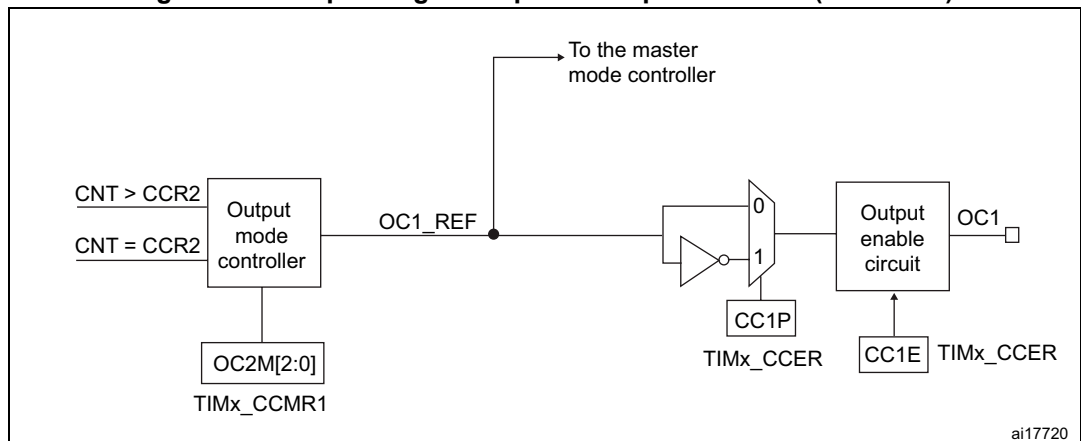 To the master
mode controller
CNT > CCR2
CNT = CCR2
Output
mode
controller
OC1_REF
0
1
Output
enable
circuit
OC1
CC1P
TIMx_CCER
CC1E
TIMx_CCER
OC2M[2:0]
TIMx_CCMR1
ai17720